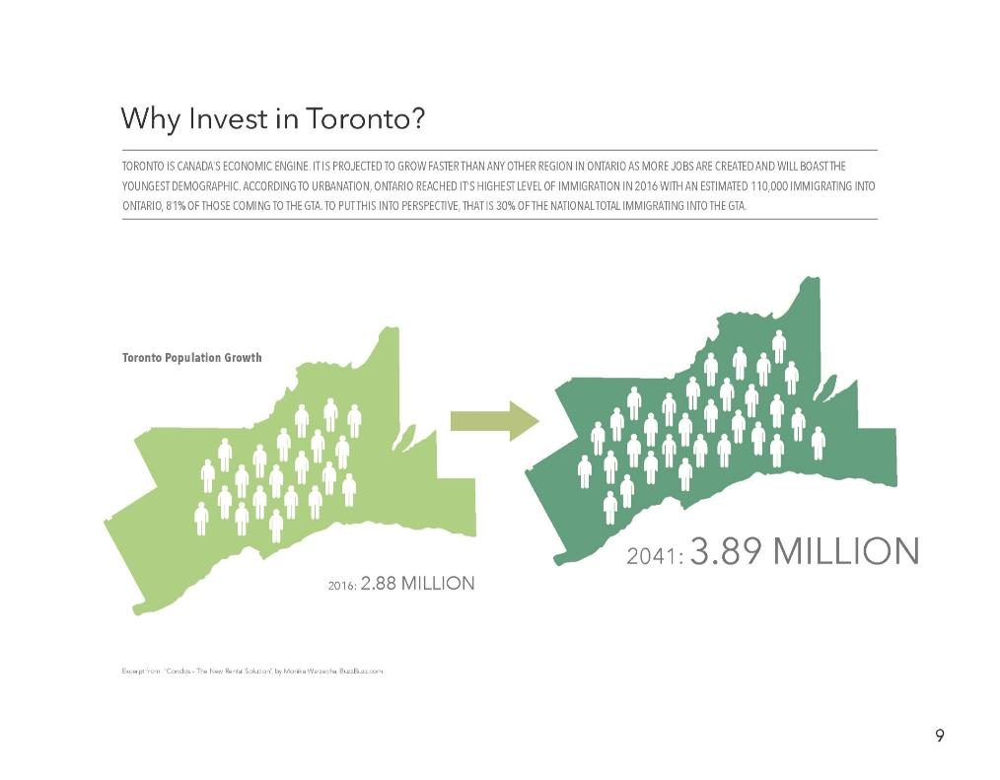 Why Invest in Toronto?
TORONTO IS CANADA'S ECONOMIC ENGINE. IT IS PROJECTED TO GROW FASTER THAN ANY OTHER REGION IN ONTARIO AS MORE JOBS ARE CREATED AND WILL BOAST THE
YOUNGEST DEMOGRAPHIC. ACCORDING TO URBANATION, ONTARIO REACHED IT'S HIGHEST LEVEL OF IMMIGRATION IN 2016 WITH AN ESTIMATED 110,000 IMMIGRATING INTO
ONTARIO, 81% OF THOSE COMING TO THE GTA. TO PUT THIS INTO PERSPECTIVE, THAT IS 30% OF THE NATIONAL TOTAL IMMIGRATING INTO THE GTA.
Toronto Population Growth
2041: 3.89 MILLION
2016: 2.88 MILLION
Excerpt from: "Condos - The New Rental Solution", by Monika Warzecha, BuzzBuzz.com
9